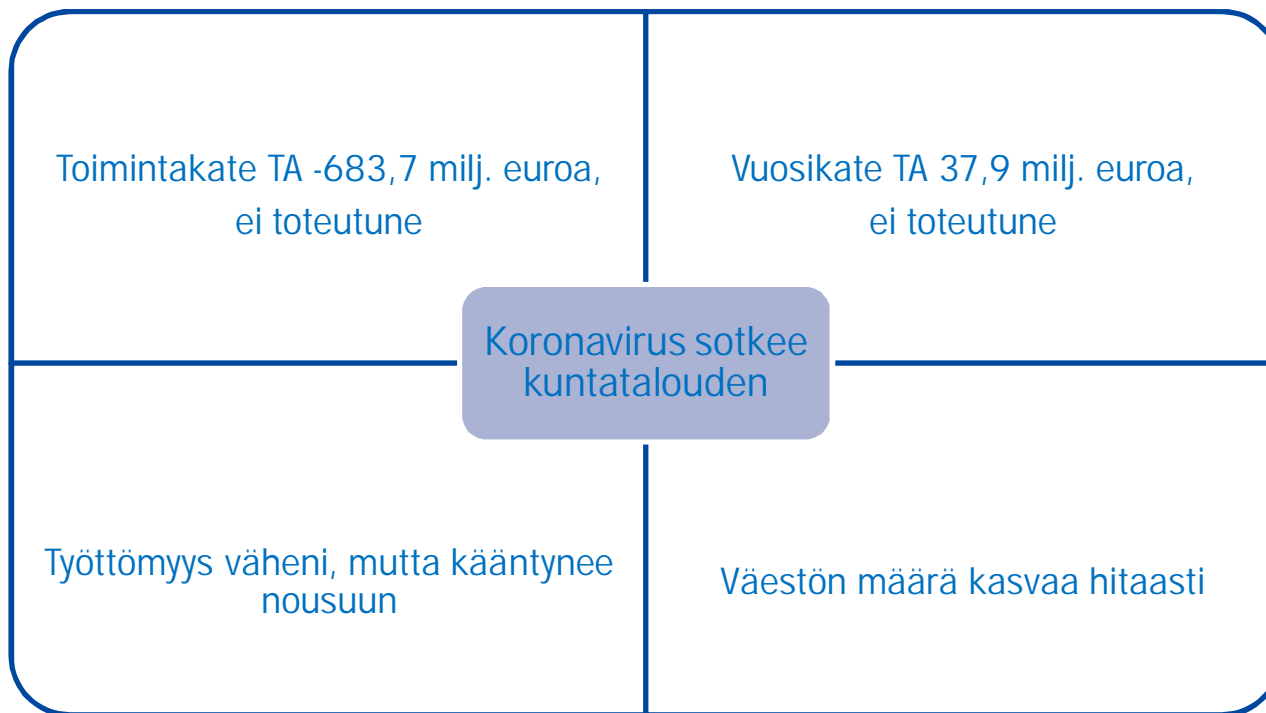 Toimintakate TA -683,7 milj. euroa,
ei toteutune
Vuosikate TA 37,9 milj. euroa,
ei toteutune
Koronavirus sotkee
kuntatalouden
Työttömyys väheni, mutta kääntynee
nousuun
Väestön määrä kasvaa hitaasti